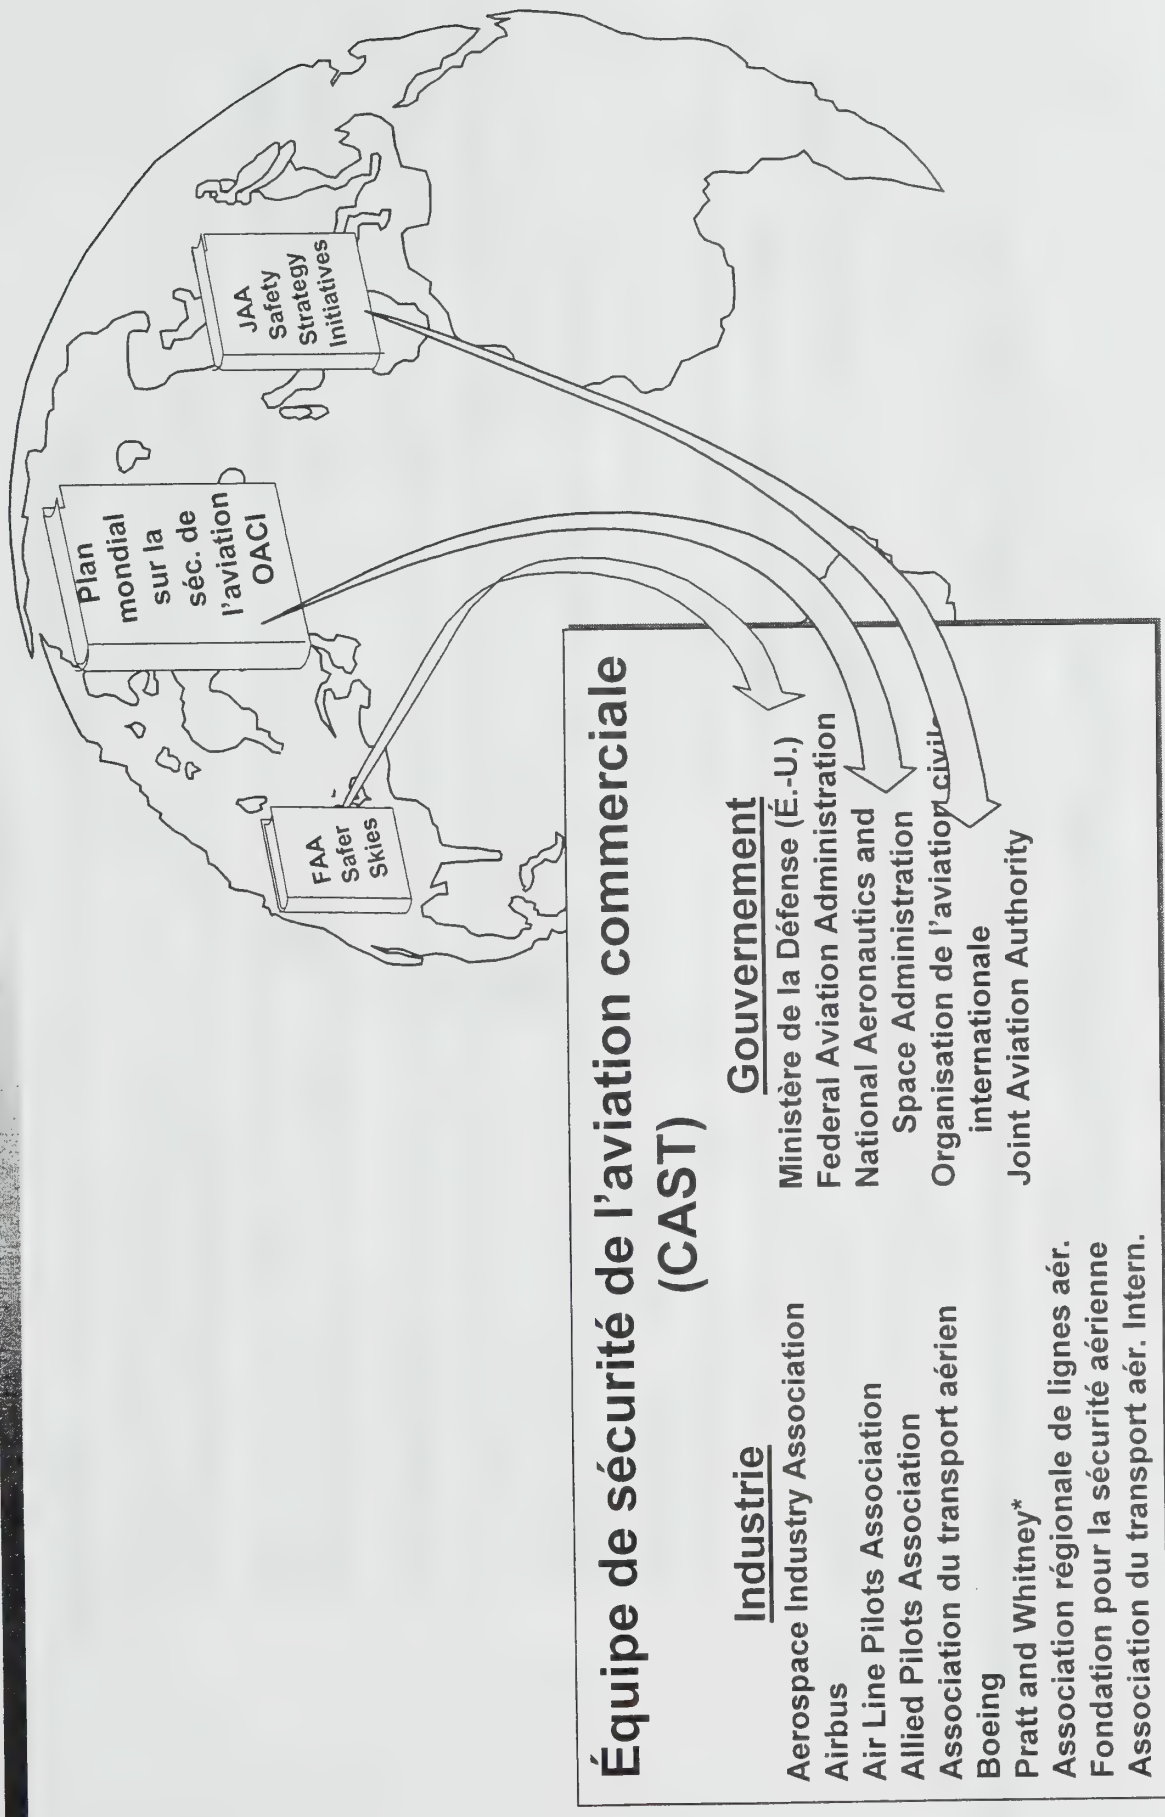 FAA
Safer
Skies
Plan
mondial
sur la
séc. de
l'aviation
OACI
JAA
Safety
Strategy
Initiatives
Équipe de sécurité de l'aviation commerciale
(CAST)
Industrie
Aerospace Industry Association
Airbus
Air Line Pilots Association
Allied Pilots Association
Association du transport aérien
Boeing
Pratt and Whitney*
Association régionale de lignes aér.
Fondation pour la sécurité aérienne
Association du transport aér. Intern.
Gouvernement
Ministère de la Défense (É.-U.)
Federal Aviation Administration
National Aeronautics and
Space Administration
Organisation de l'aviation civile
internationale
Joint Aviation Authority